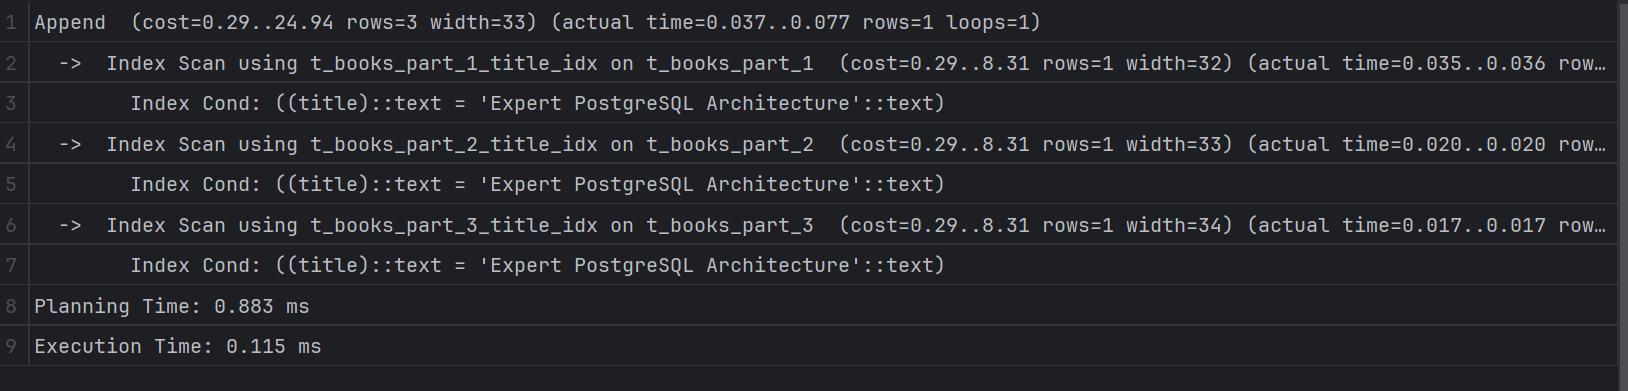 1 Append  (cost=0.29..24.94 rows=3 width=33) (actual time=0.037..0.077 rows=1 loops=1)
2   ->  Index Scan using t_books_part_1_title_idx on t_books_part_1  (cost=0.29..8.31 rows=1 width=32) (actual time=0.035..0.036 row…
3         Index Cond: ((title)::text = 'Expert PostgreSQL Architecture'::text)
4   ->  Index Scan using t_books_part_2_title_idx on t_books_part_2  (cost=0.29..8.31 rows=1 width=33) (actual time=0.020..0.020 row…
5         Index Cond: ((title)::text = 'Expert PostgreSQL Architecture'::text)
6   ->  Index Scan using t_books_part_3_title_idx on t_books_part_3  (cost=0.29..8.31 rows=1 width=34) (actual time=0.017..0.017 row…
7         Index Cond: ((title)::text = 'Expert PostgreSQL Architecture'::text)
8 Planning Time: 0.883 ms
9 Execution Time: 0.115 ms